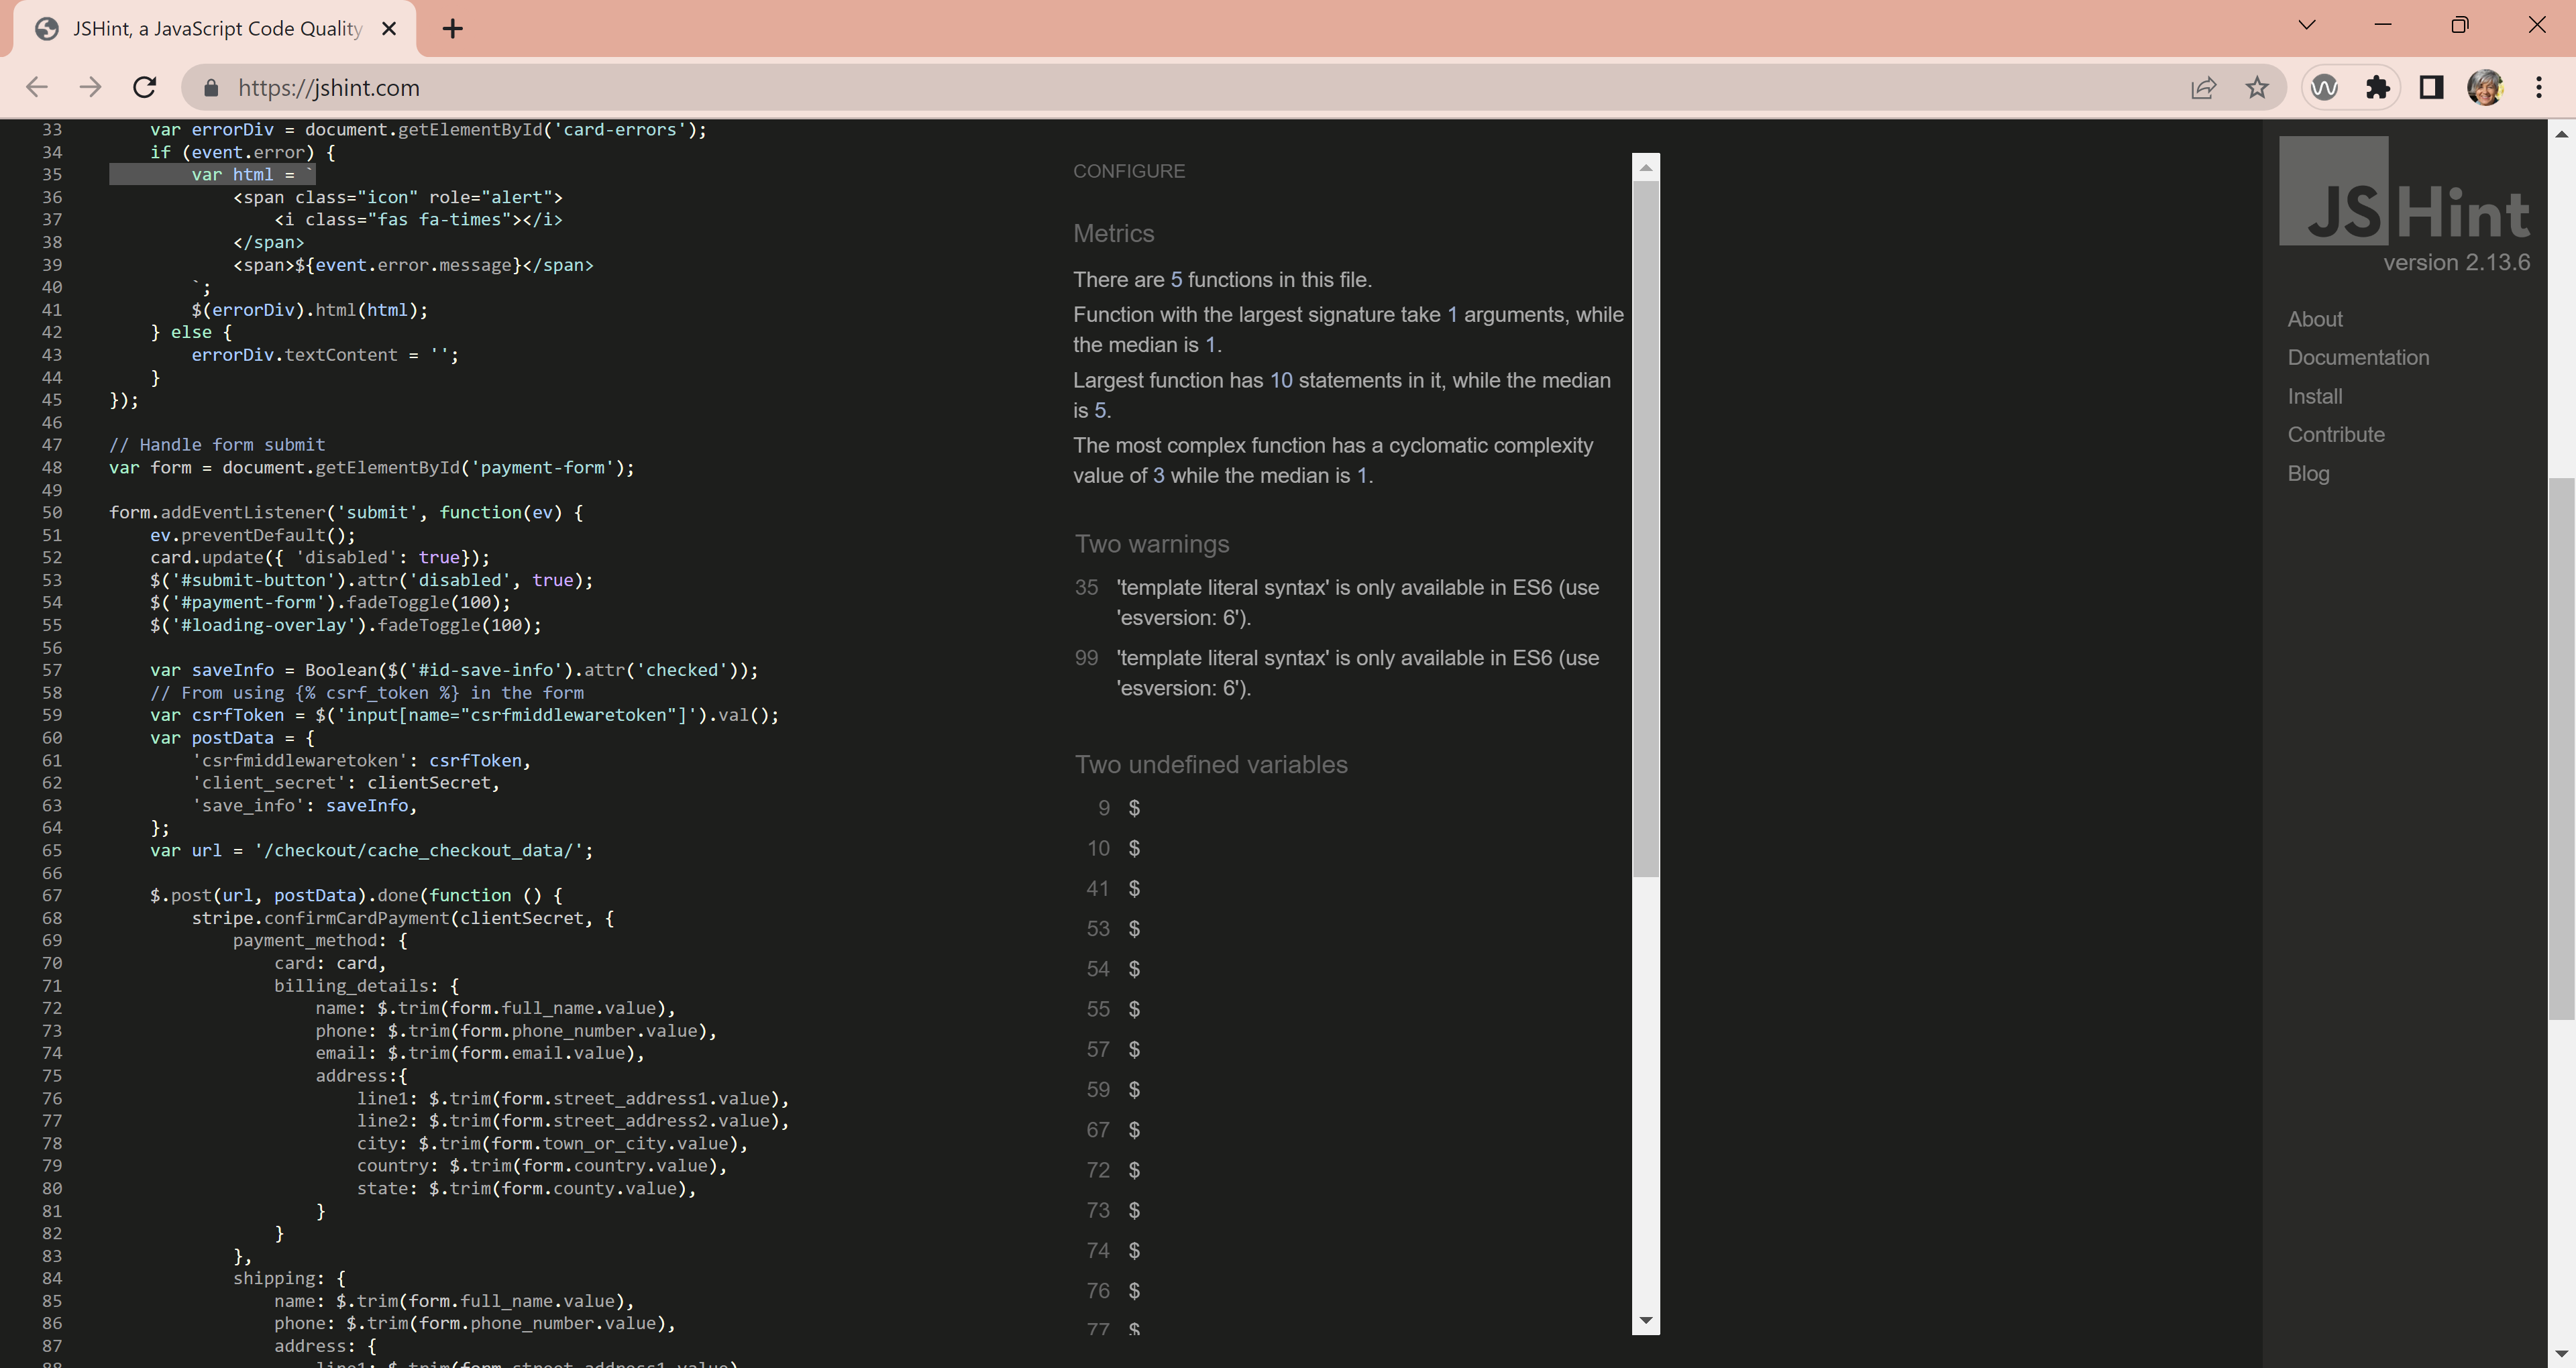 JSHint, a JavaScript Code Quality
https://jshint.com
33 var errorDiv = document.getElementById('card-errors');
34 if (event.error) {
35 var html = `
36 <span class="icon" role="alert">
37 <i class="fas fa-times"></i>
38 </span>
39 <span>${event.error.message}</span>
40 `;
41 $(errorDiv).html(html);
42 } else {
43 errorDiv.textContent = '';
44 }
45 });
46
47 // Handle form submit
48 var form = document.getElementById('payment-form');
49
50 form.addEventListener('submit', function(ev) {
51 ev.preventDefault();
52 card.update({ 'disabled': true});
53 $('#submit-button').attr('disabled', true);
54 $('#payment-form').fadeToggle(100);
55 $('#loading-overlay').fadeToggle(100);
56
57 var saveInfo = Boolean($('#id-save-info').attr('checked'));
58 // From using {% csrf_token %} in the form
59 var csrfToken = $('input[name="csrfmiddlewaretoken"]').val();
60 var postData = {
61 'csrfmiddlewaretoken': csrfToken,
62 'client_secret': clientSecret,
63 'save_info': saveInfo,
64 };
65 var url = '/checkout/cache_checkout_data/';
66
67 $.post(url, postData).done(function () {
68 stripe.confirmCardPayment(clientSecret, {
69 payment_method: {
70 card: card,
71 billing_details: {
72 name: $.trim(form.full_name.value),
73 phone: $.trim(form.phone_number.value),
74 email: $.trim(form.email.value),
75 address:{
76 line1: $.trim(form.street_address1.value),
77 line2: $.trim(form.street_address2.value),
78 city: $.trim(form.town_or_city.value),
79 country: $.trim(form.country.value),
80 state: $.trim(form.county.value),
81 }
82 }
83 },
84 shipping: {
85 name: $.trim(form.full_name.value),
86 phone: $.trim(form.phone_number.value),
87 address: {
88 line1: $.trim(form.street_address1.value)
CONFIGURE
Metrics
There are 5 functions in this file.
Function with the largest signature take 1 arguments, while
the median is 1.
Largest function has 10 statements in it, while the median
is 5.
The most complex function has a cyclomatic complexity
value of 3 while the median is 1.
Two warnings
35 'template literal syntax' is only available in ES6 (use
'esversion: 6').
99 'template literal syntax' is only available in ES6 (use
'esversion: 6').
Two undefined variables
9 $
10 $
41 $
53 $
54 $
55 $
57 $
59 $
67 $
72 $
73 $
74 $
76 $
77 $
JSHint
version 2.13.6
About
Documentation
Install
Contribute
Blog